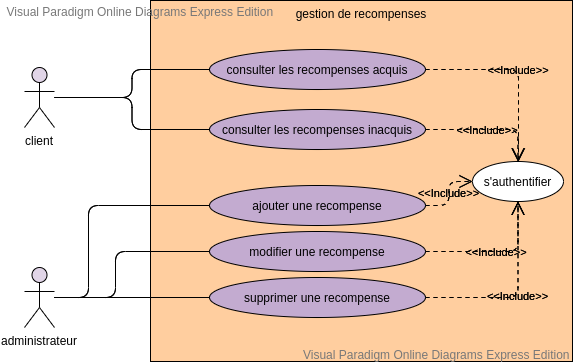 Visual Paradigm Online Diagrams Express Edition
gestion de recompenses
consulter les recompenses acquis
<<Include>>
client
consulter les recompenses inacquis
<<Include>>
s'authentifier
ajouter une recompense
<<Include>>
modifier une recompense
<<Include>>
supprimer une recompense
<<Include>>
administrateur
Visual Paradigm Online Diagrams Express Edition